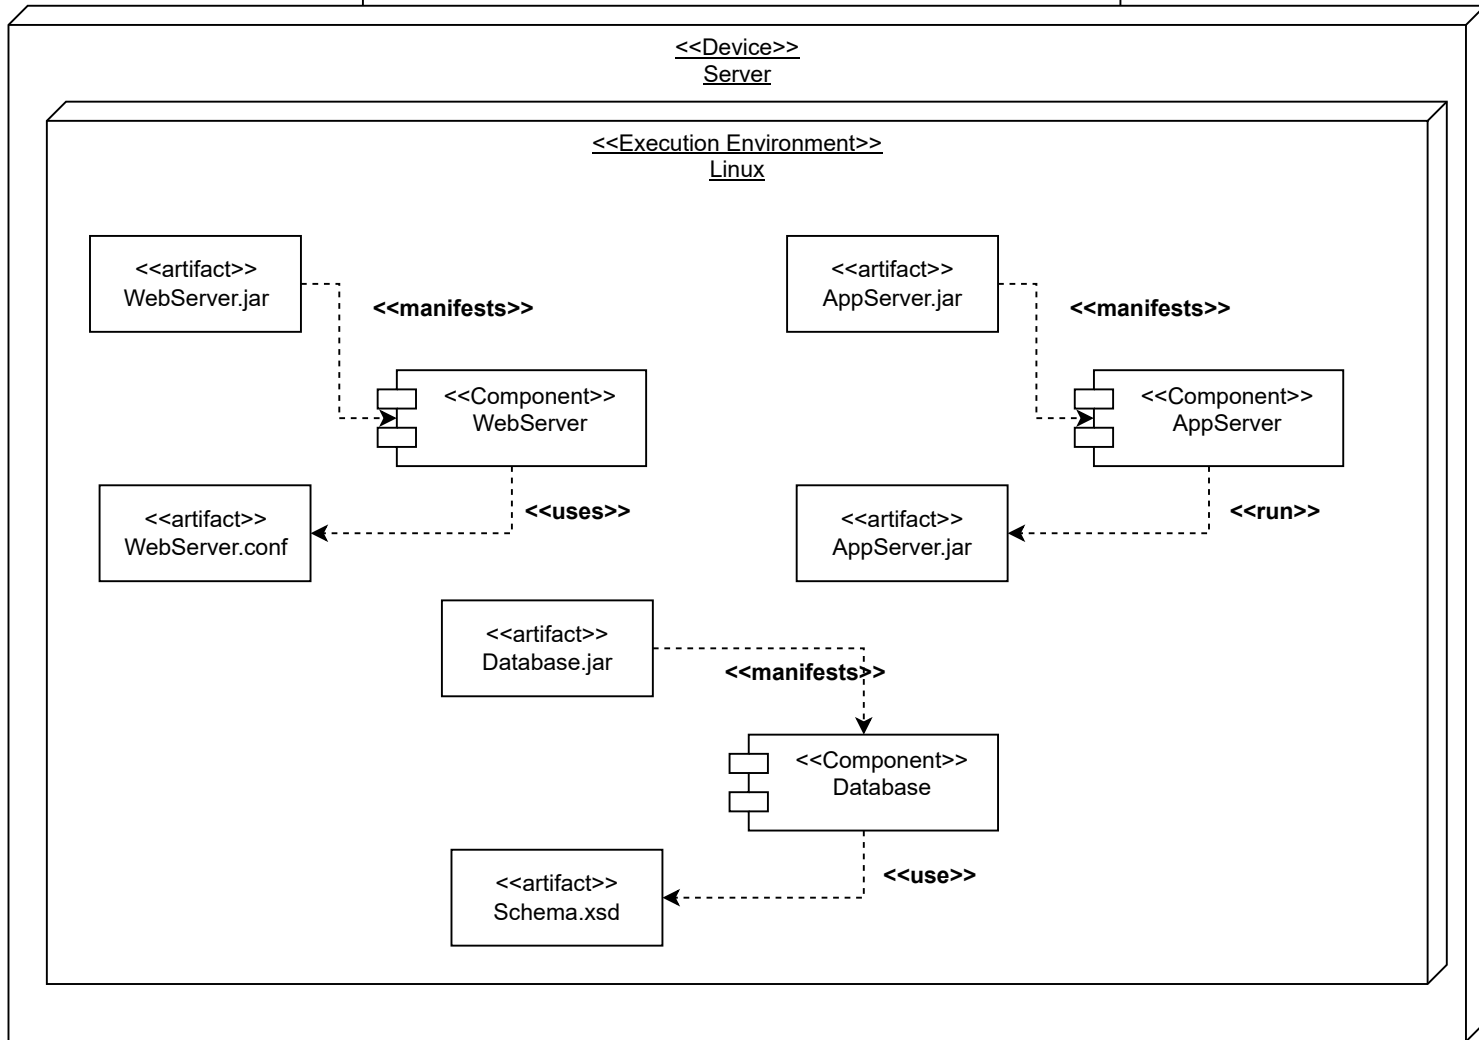 <<Device>>
Server
<<Execution Environment>>
Linux
<<artifact>>
WebServer.jar
<<manifests>>
<<Component>>
WebServer
<<uses>>
<<artifact>>
WebServer.conf
<<artifact>>
AppServer.jar
<<manifests>>
<<Component>>
AppServer
<<run>>
<<artifact>>
AppServer.jar
<<artifact>>
Database.jar
<<manifests>>
<<Component>>
Database
<<use>>
<<artifact>>
Schema.xsd